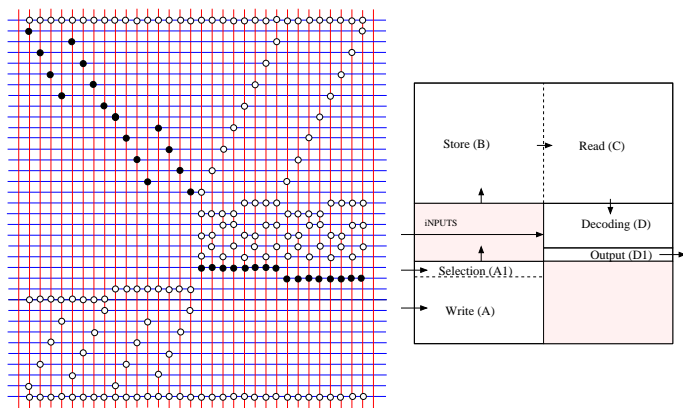 Store (B)
Read (C)
iNPUTS
Decoding (D)
Output (D1)
Selection (A1)
Write (A)